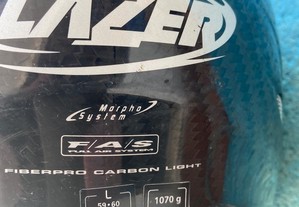 LAZER
Morpho
System
F/A/S
FULL AIR SYSTEM
FIBERPRO CARBON LIGHT
L
59-60
1070 g